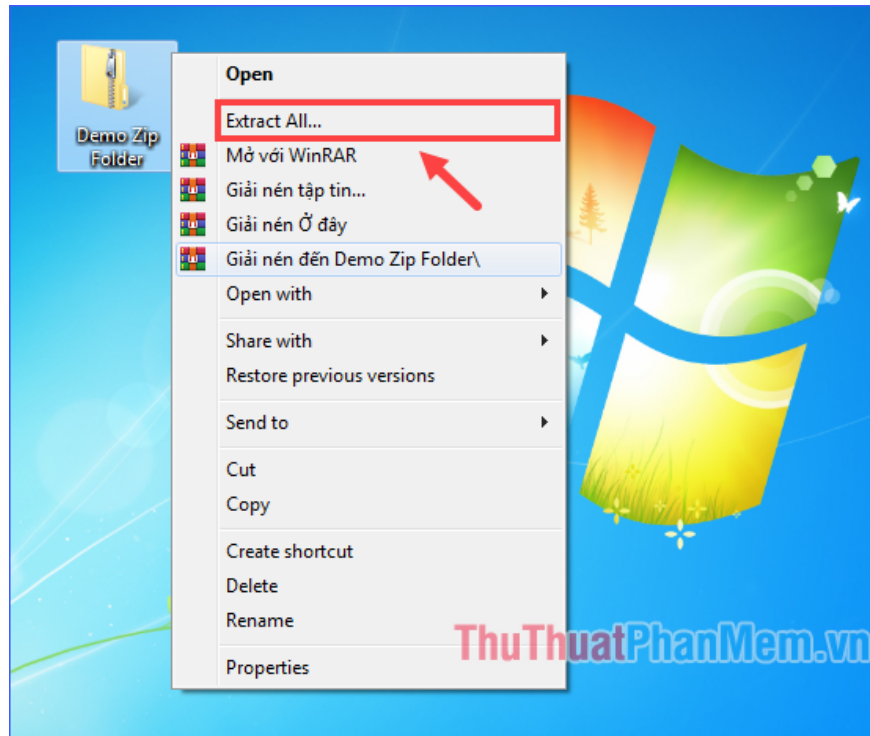 Demo Zip
Folder
Open
Extract All...
Mở với WinRAR
Giải nén tập tin...
Giải nén Ở đây
Giải nén đến Demo Zip Folder\
Open with
Share with
Restore previous versions
Send to
Cut
Copy
Create shortcut
Delete
Rename
Properties
ThuThuatPhanMem.vn